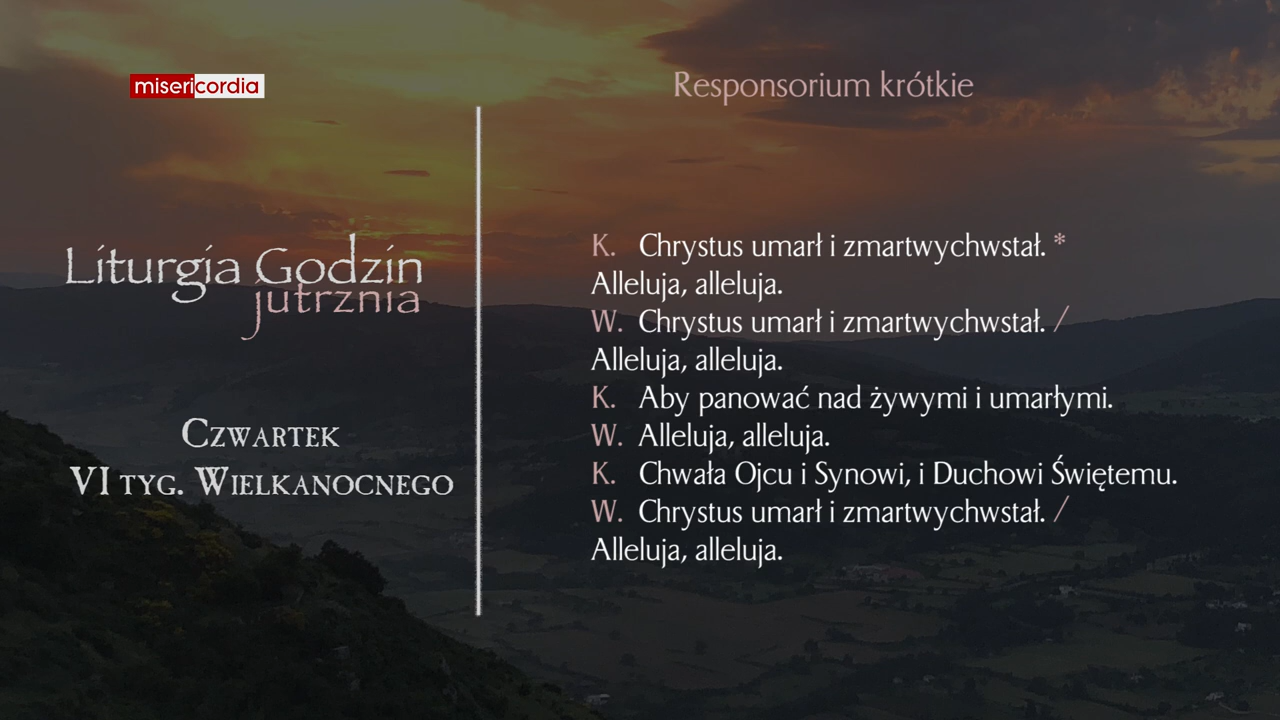 misericordia
Liturgia Godzin
jutrznia
Czwartek
VI tyg. Wielkanocnego
Responsorium krótkie
K. Chrystus umarł i zmartwychwstał. *
Alleluja, alleluja.
W. Chrystus umarł i zmartwychwstał. /
Alleluja, alleluja.
K. Aby panować nad żywymi i umarłymi.
W. Alleluja, alleluja.
K. Chwała Ojcu i Synowi, i Duchowi Świętemu.
W. Chrystus umarł i zmartwychwstał. /
Alleluja, alleluja.